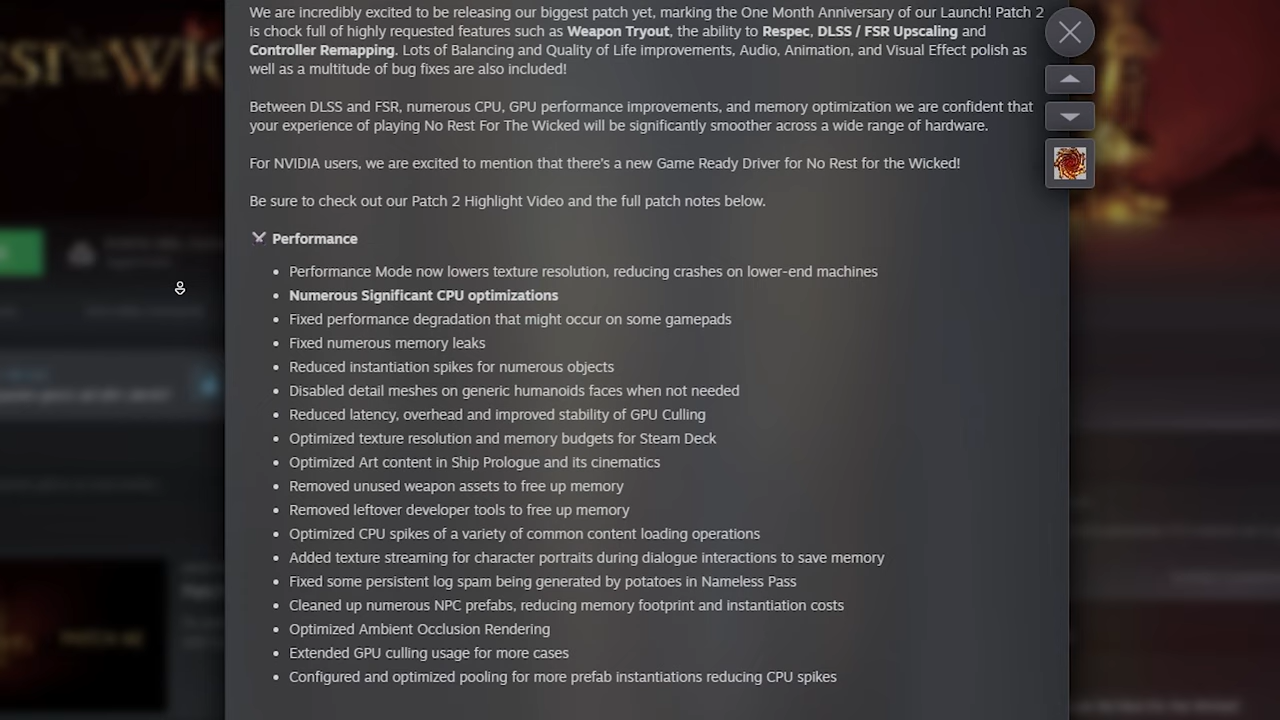 We are incredibly excited to be releasing our biggest patch yet, marking the One Month Anniversary of our Launch! Patch 2
is chock full of highly requested features such as Weapon Tryout, the ability to Respec, DLSS / FSR Upscaling and
Controller Remapping. Lots of Balancing and Quality of Life improvements, Audio, Animation, and Visual Effect polish as
well as a multitude of bug fixes are also included!
Between DLSS and FSR, numerous CPU, GPU performance improvements, and memory optimization we are confident that
your experience of playing No Rest For The Wicked will be significantly smoother across a wide range of hardware.
For NVIDIA users, we are excited to mention that there's a new Game Ready Driver for No Rest for the Wicked!
Be sure to check out our Patch 2 Highlight Video and the full patch notes below.
Performance
• Performance Mode now lowers texture resolution, reducing crashes on lower-end machines
• Numerous Significant CPU optimizations
• Fixed performance degradation that might occur on some gamepads
• Fixed numerous memory leaks
• Reduced instantiation spikes for numerous objects
• Disabled detail meshes on generic humanoids faces when not needed
• Reduced latency, overhead and improved stability of GPU Culling
• Optimized texture resolution and memory budgets for Steam Deck
• Optimized Art content in Ship Prologue and its cinematics
• Removed unused weapon assets to free up memory
• Removed leftover developer tools to free up memory
• Optimized CPU spikes of a variety of common content loading operations
• Added texture streaming for character portraits during dialogue interactions to save memory
• Fixed some persistent log spam being generated by potatoes in Nameless Pass
• Cleaned up numerous NPC prefabs, reducing memory footprint and instantiation costs
• Optimized Ambient Occlusion Rendering
• Extended GPU culling usage for more cases
• Configured and optimized pooling for more prefab instantiations reducing CPU spikes